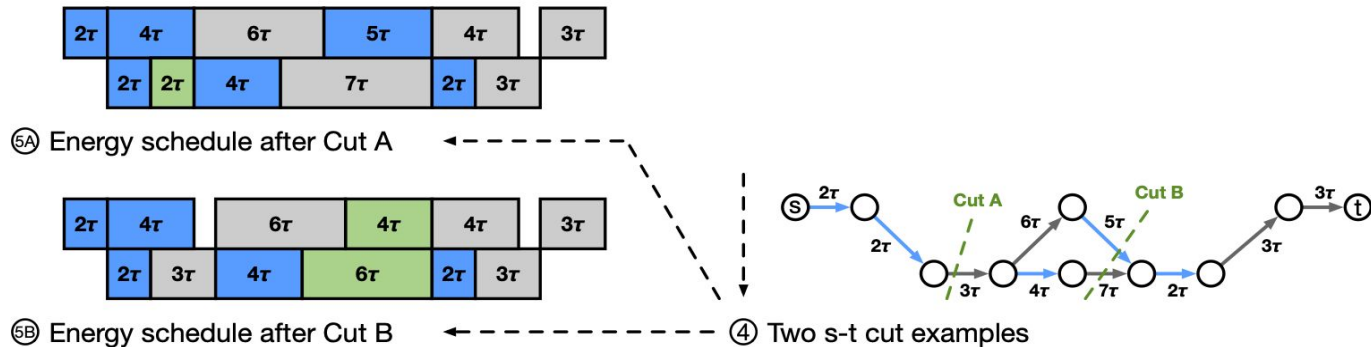 2τ 4τ 6τ 5τ 4τ 3τ
2τ 2τ 4τ 7τ 2τ 3τ
5A Energy schedule after Cut A
2τ 4τ 6τ 4τ 4τ 3τ
2τ 3τ 4τ 6τ 2τ 3τ
5B Energy schedule after Cut B
S 2τ Cut A Cut B 3τ t
2τ 6τ 5τ 3τ
3τ 4τ 7τ 2τ
④ Two s-t cut examples